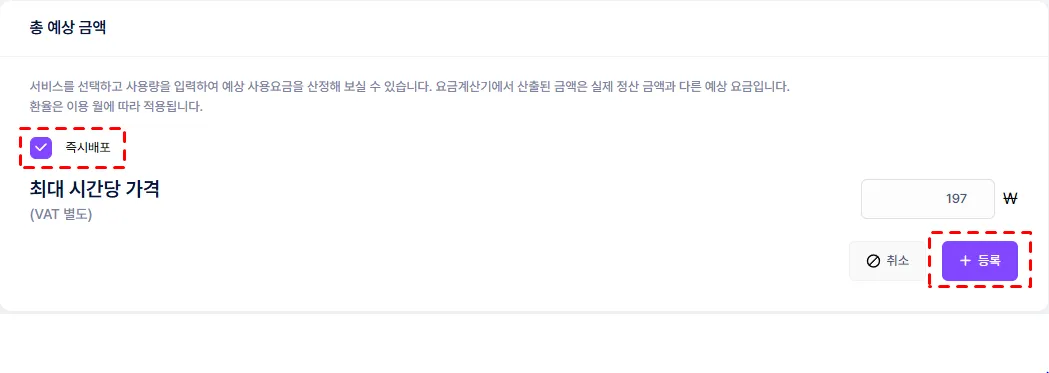 총 예상 금액
서비스를 선택하고 사용량을 입력하여 예상 사용요금을 산정해 보실 수 있습니다. 요금계산기에서 산출된 금액은 실제 정산 금액과 다른 예상 요금입니다.
환율은 이용 월에 따라 적용됩니다.
즉시배포
최대 시간당 가격
197 ₩
(VAT 별도)
취소
+ 등록